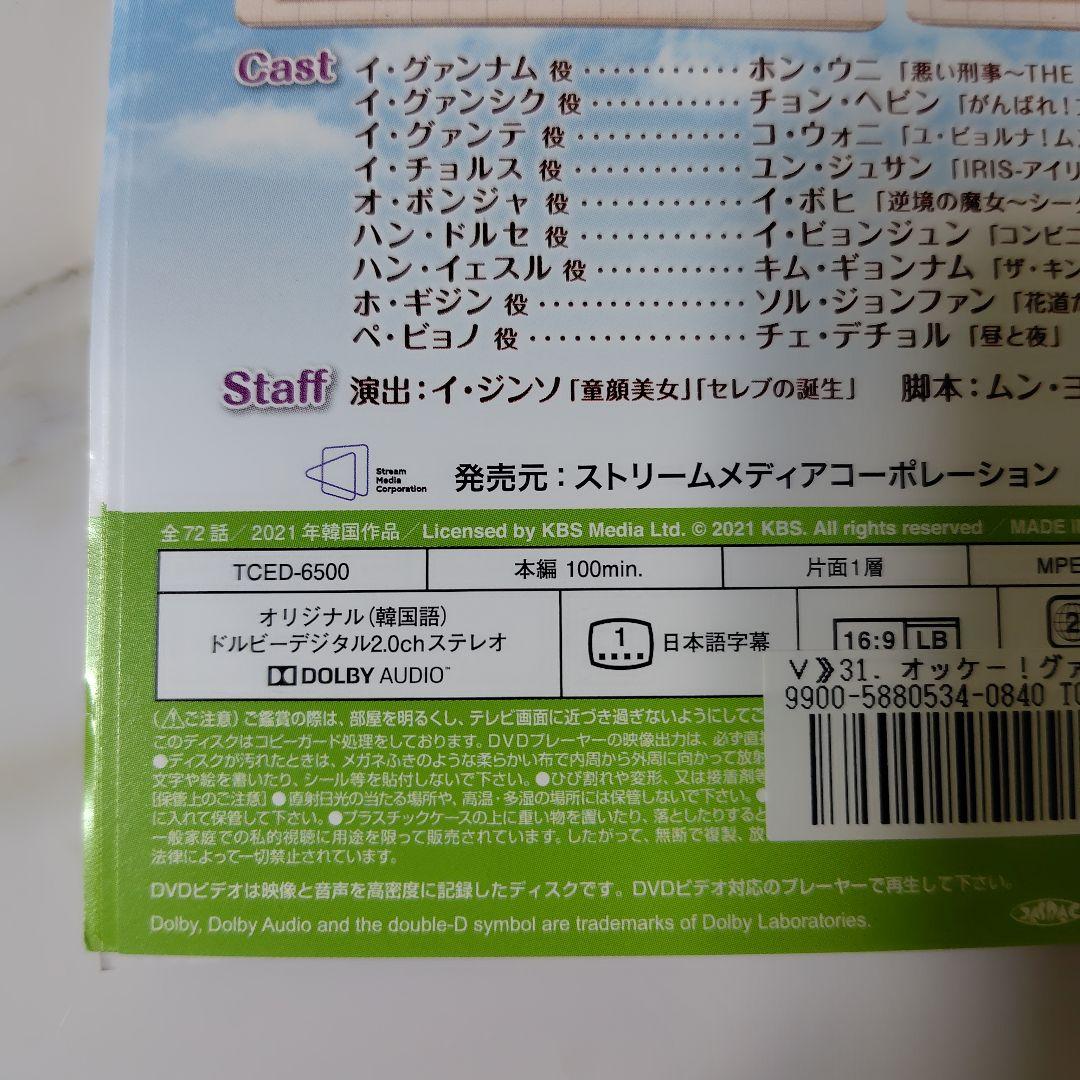 Cast イ・グァンナム 役 ············ ホン・ウニ「悪い刑事～THE
イ・グァンシク 役 ············ チョン・ヘビン「がんばれ!
イ・グァンテ 役 ············ コ・ウォニ「ユ・ビョルナ!ム
イ・チョルス 役 ············ ユン・ジュサン「IRIS-アイリ
オ・ボンジャ 役 ············ イ・ボヒ「逆境の魔女～シーク
ハン・ドルセ 役 ············ イ・ビョンジュン「コンビニ
ハン・イェスル 役 ············ キム・ギョンナム「ザ・キン
ホ・ギジン 役 ··············· ソル・ジョンファン「花道だ
ペ・ビョノ 役 ··············· チェ・デチョル「昼と夜」
Staff 演出：イ・ジンソ「童顔美女」「セレブの誕生」 脚本：ムン・ヨ
Stream
Media
Corporation
発売元：ストリームメディアコーポレーション
全72話／2021年韓国作品／Licensed by KBS Media Ltd. © 2021 KBS. All rights reserved ／ MADE IN
TCED-6500 本編 100min. 片面1層 MPE
オリジナル(韓国語)
ドルビーデジタル2.0chステレオ
DOLBY AUDIO™
1 日本語字幕
16:9 LB
2
V》31. オッケー!グァ
9900-5880534-0840 TC
(⚠ご注意) ご鑑賞の際は、部屋を明るくし、テレビ画面に近づき過ぎないようにしてご
このディスクはコピーガード処理をしております。DVDプレーヤーの映像出力は、必ず直接
●ディスクが汚れたときは、メガネふきのような柔らかい布で内周から外周に向かって放射
文字や絵を書いたり、シール等を貼付しないで下さい。●ひび割れや変形、又は接着剤等
[保管上のご注意] ●直射日光の当たる場所や、高温・多湿の場所には保管しないで下さい。●
に入れて保管して下さい。●プラスチックケースの上に重い物を置いたり、落としたりすると
一般家庭での私的視聴に用途を限って販売されています。したがって、無断で複製、放
法律によって一切禁止されています。
DVDビデオは映像と音声を高密度に記録したディスクです。DVDビデオ対応のプレーヤーで再生して下さい。
Dolby, Dolby Audio and the double-D symbol are trademarks of Dolby Laboratories.